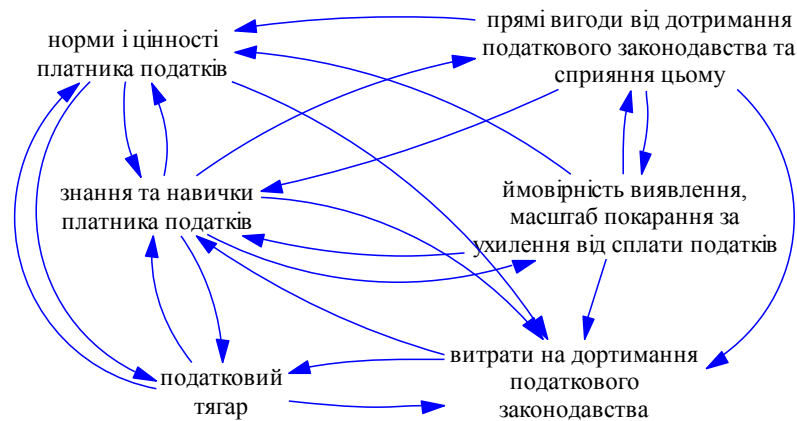 норми і цінності
платника податків
прямі вигоди від дотримання
податкового законодавства та
сприяння цьому
знання та навички
платника податків
ймовірність виявлення,
масштаб покарання за
ухилення від сплати податків
податковий
тягар
витрати на дортимання
податкового
законодавства